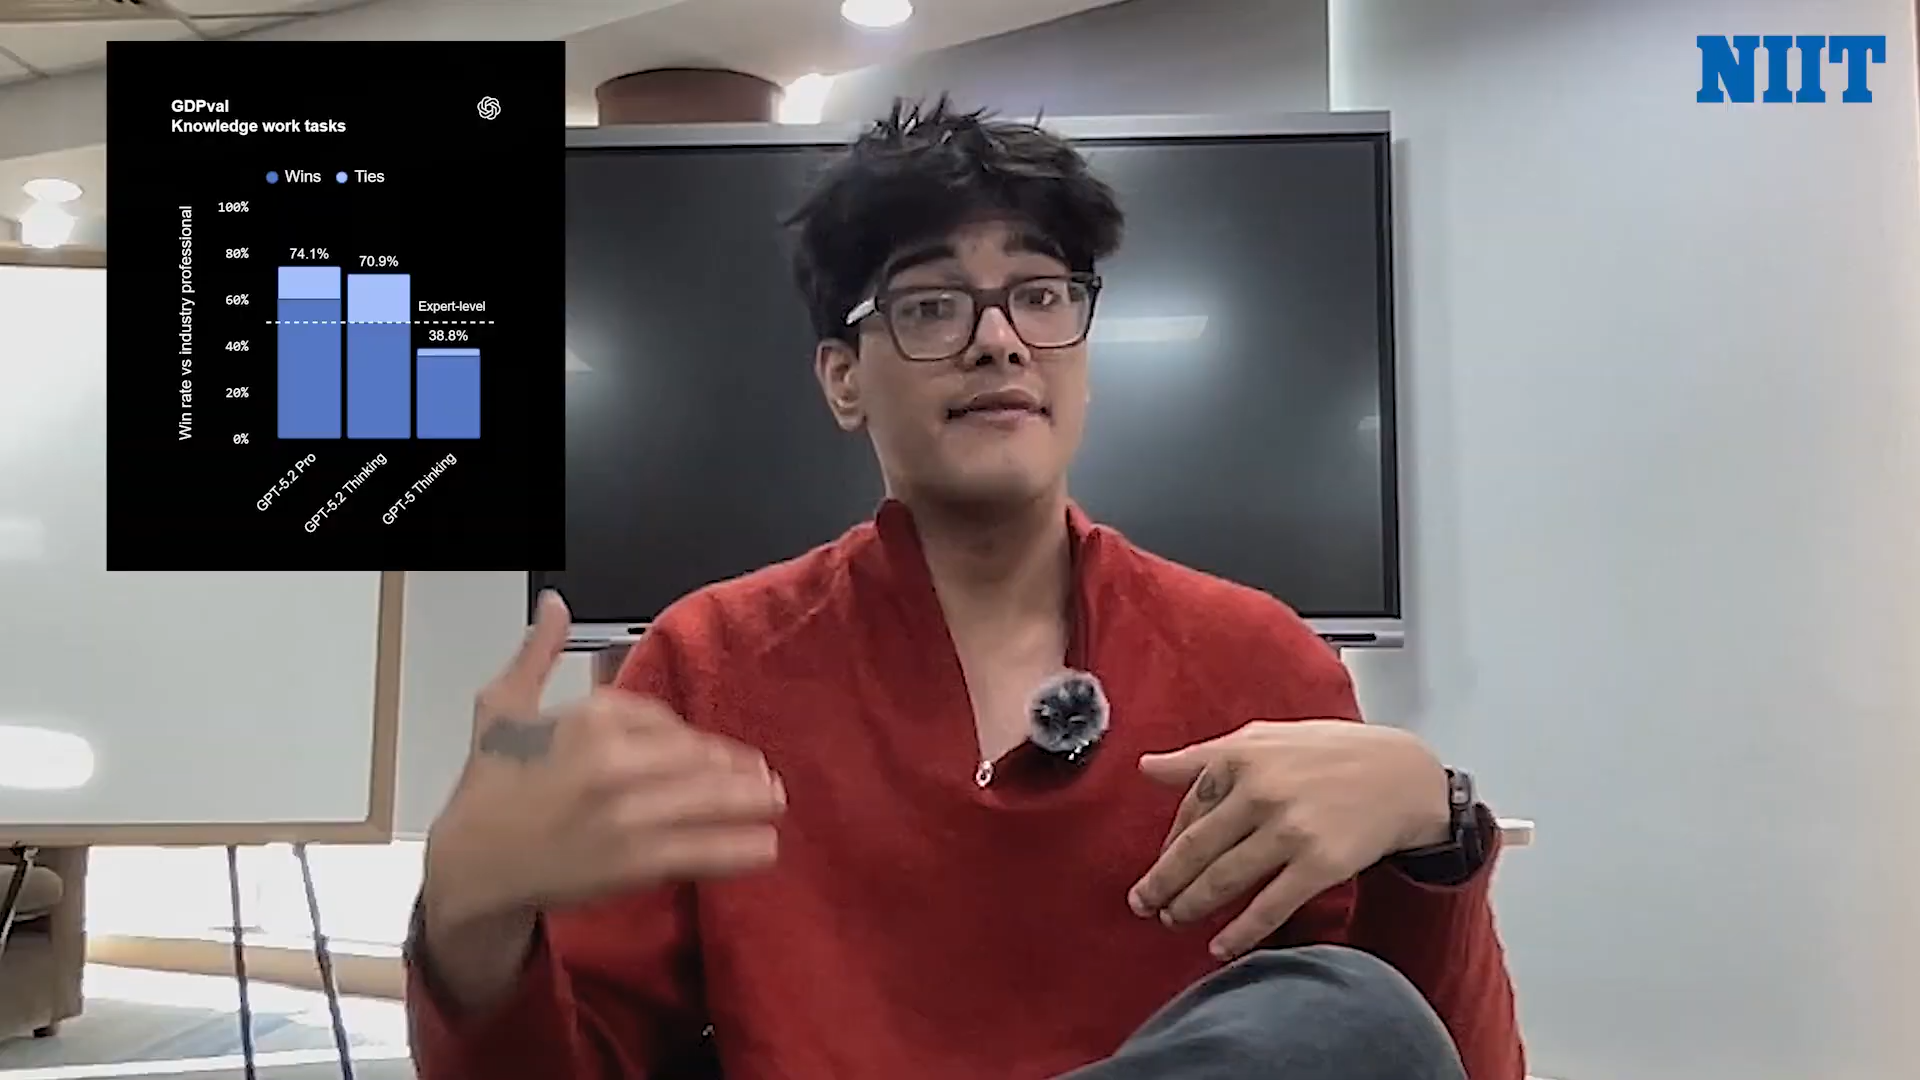 NIIT
GDPval
Knowledge work tasks
Wins Ties
Win rate vs industry professional
100%
80%
60%
40%
20%
0%
74.1%
70.9%
Expert-level
38.8%
GPT-5.2 Pro
GPT-5.2 Thinking
GPT-5 Thinking